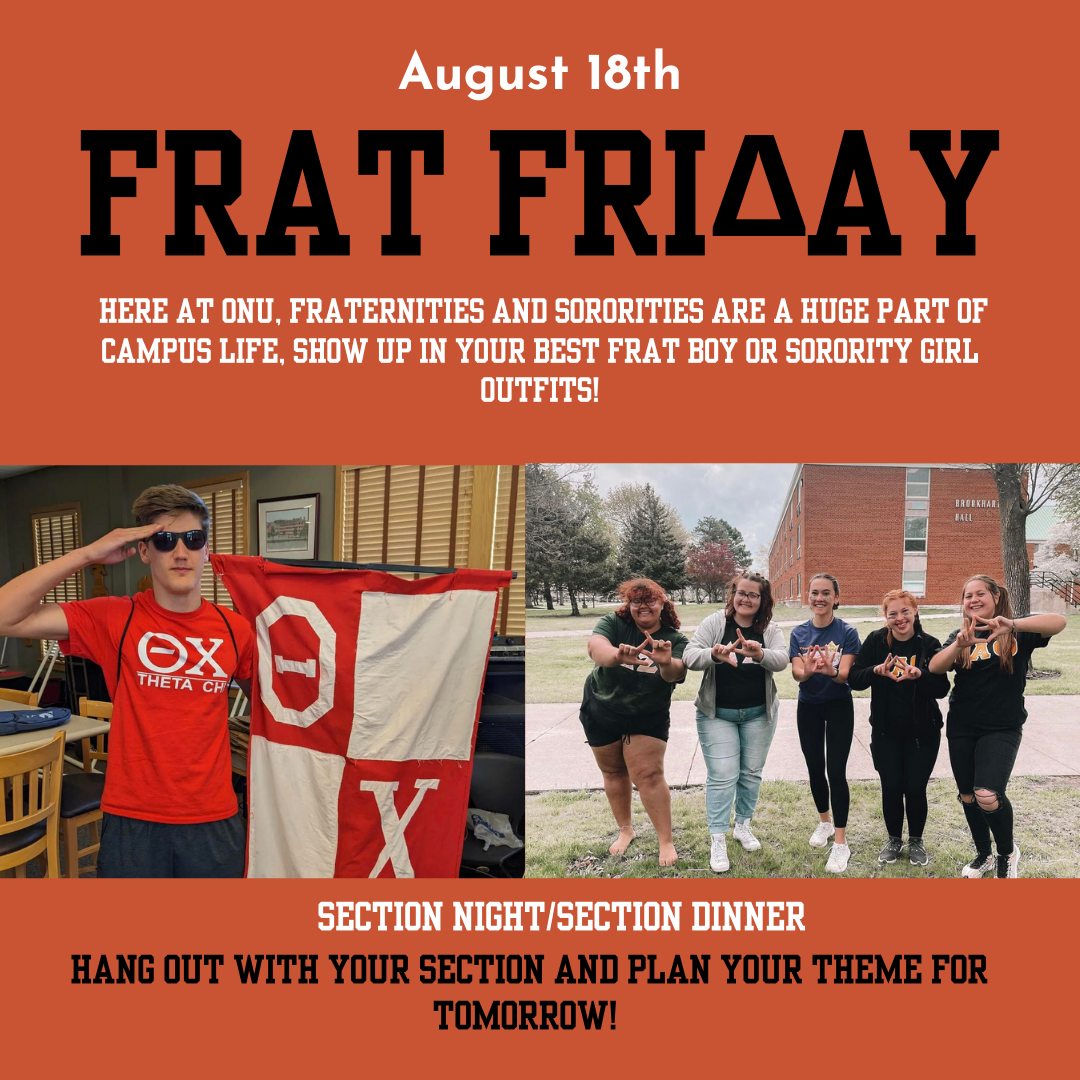 August 18th
FRAT FRIΔAY
HERE AT ONU, FRATERNITIES AND SORORITIES ARE A HUGE PART OF
CAMPUS LIFE, SHOW UP IN YOUR BEST FRAT BOY OR SORORITY GIRL
OUTFITS!
ΘΧ
THETA CHI
Θ
Χ
BROOKHART
HALL
SECTION NIGHT/SECTION DINNER
HANG OUT WITH YOUR SECTION AND PLAN YOUR THEME FOR
TOMORROW!